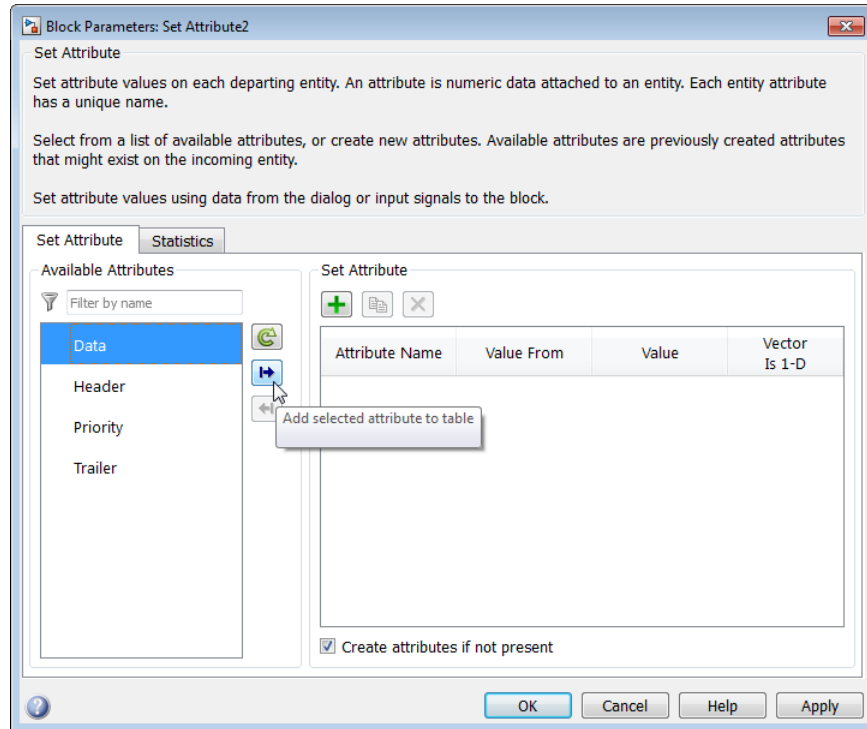 Block Parameters: Set Attribute2
Set Attribute
Set attribute values on each departing entity. An attribute is numeric data attached to an entity. Each entity attribute
has a unique name.
Select from a list of available attributes, or create new attributes. Available attributes are previously created attributes
that might exist on the incoming entity.
Set attribute values using data from the dialog or input signals to the block.
Set Attribute
Statistics
Available Attributes
Filter by name
Data
Header
Priority
Trailer
Add selected attribute to table
Set Attribute
Attribute Name
Value From
Value
Vector
Is 1-D
Create attributes if not present
OK
Cancel
Help
Apply